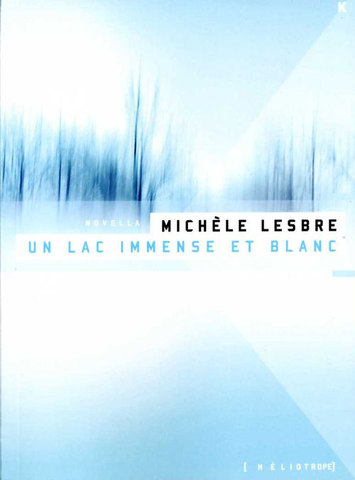 K
NOVELLA MICHÈLE LESBRE
UN LAC IMMENSE ET BLANC
[ HÉLIOTROPE]